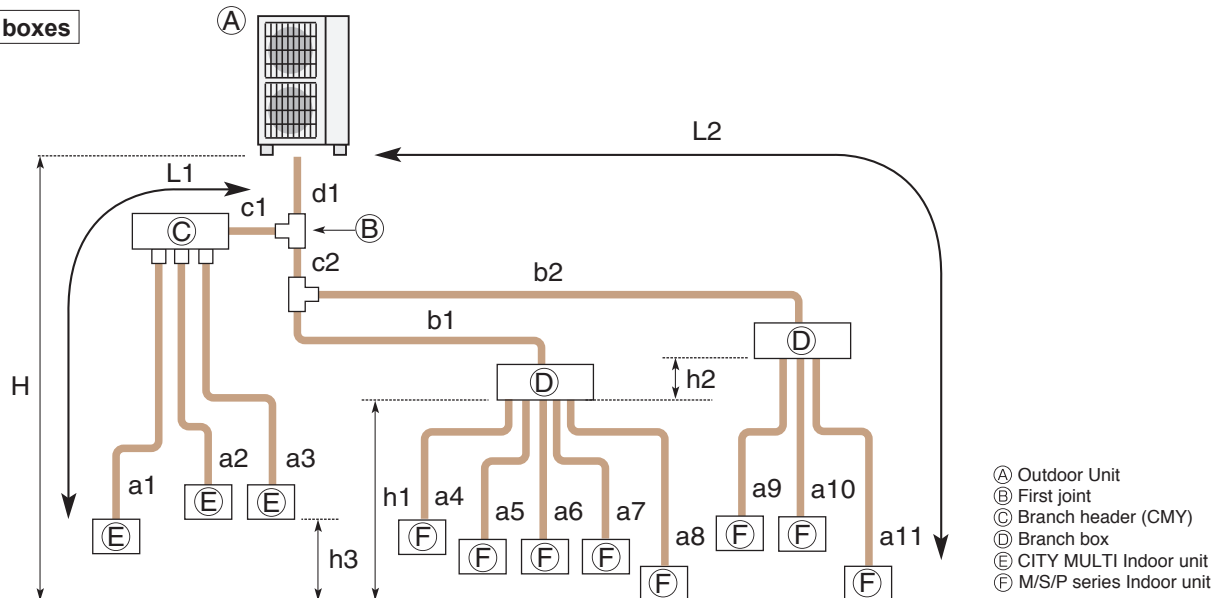 boxes
Ⓐ
L2
L1
d1
c1
Ⓒ
Ⓑ
c2
b2
b1
Ⓓ
Ⓓ
H
h2
a1
a2
a3
h1
a4
a5
a6
a7
a8
a9
a10
a11
Ⓔ
Ⓔ
Ⓔ
h3
Ⓕ
Ⓕ
Ⓕ
Ⓕ
Ⓕ
Ⓕ
Ⓕ
Ⓕ
Ⓐ Outdoor Unit
Ⓑ First joint
Ⓒ Branch header (CMY)
Ⓓ Branch box
Ⓔ CITY MULTI Indoor unit
Ⓕ M/S/P series Indoor unit